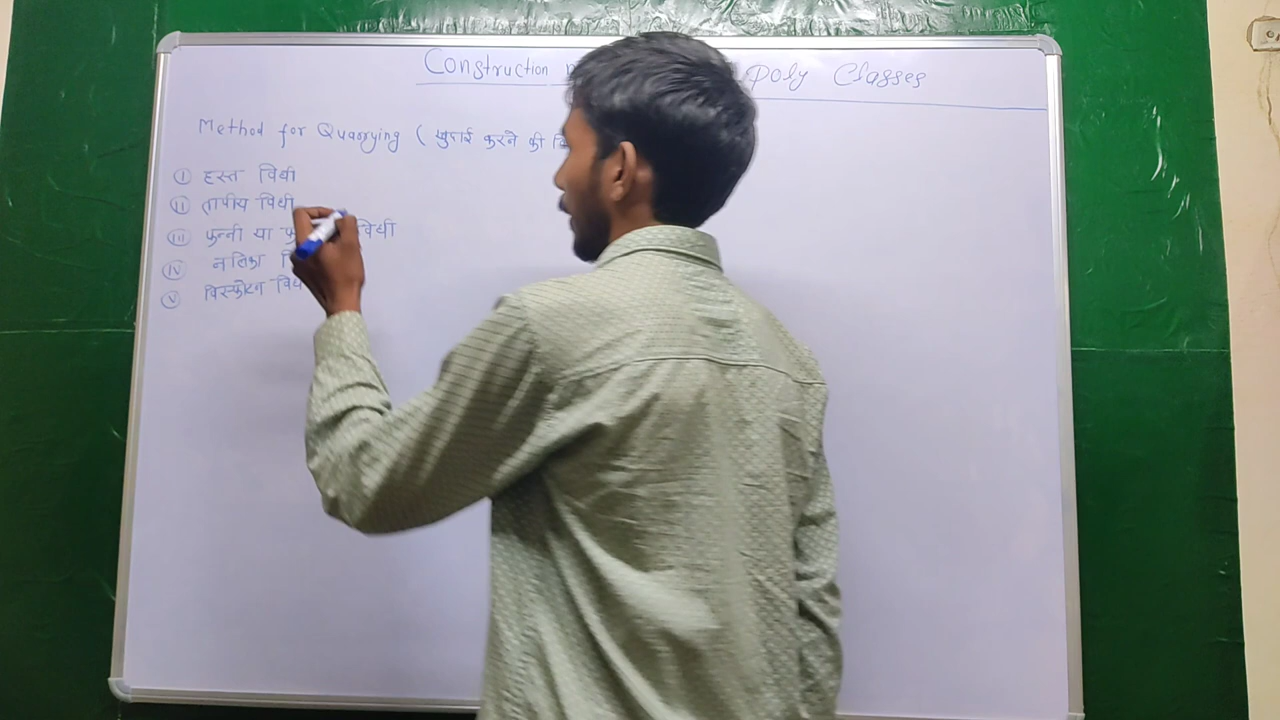 Construction Poly Classes
Method for Quarrying ( खुदाई करने की
① हस्त विधी
② तापीय विधी
③ फन्नी या विधी
④ नलिका
⑤ विस्फोटन